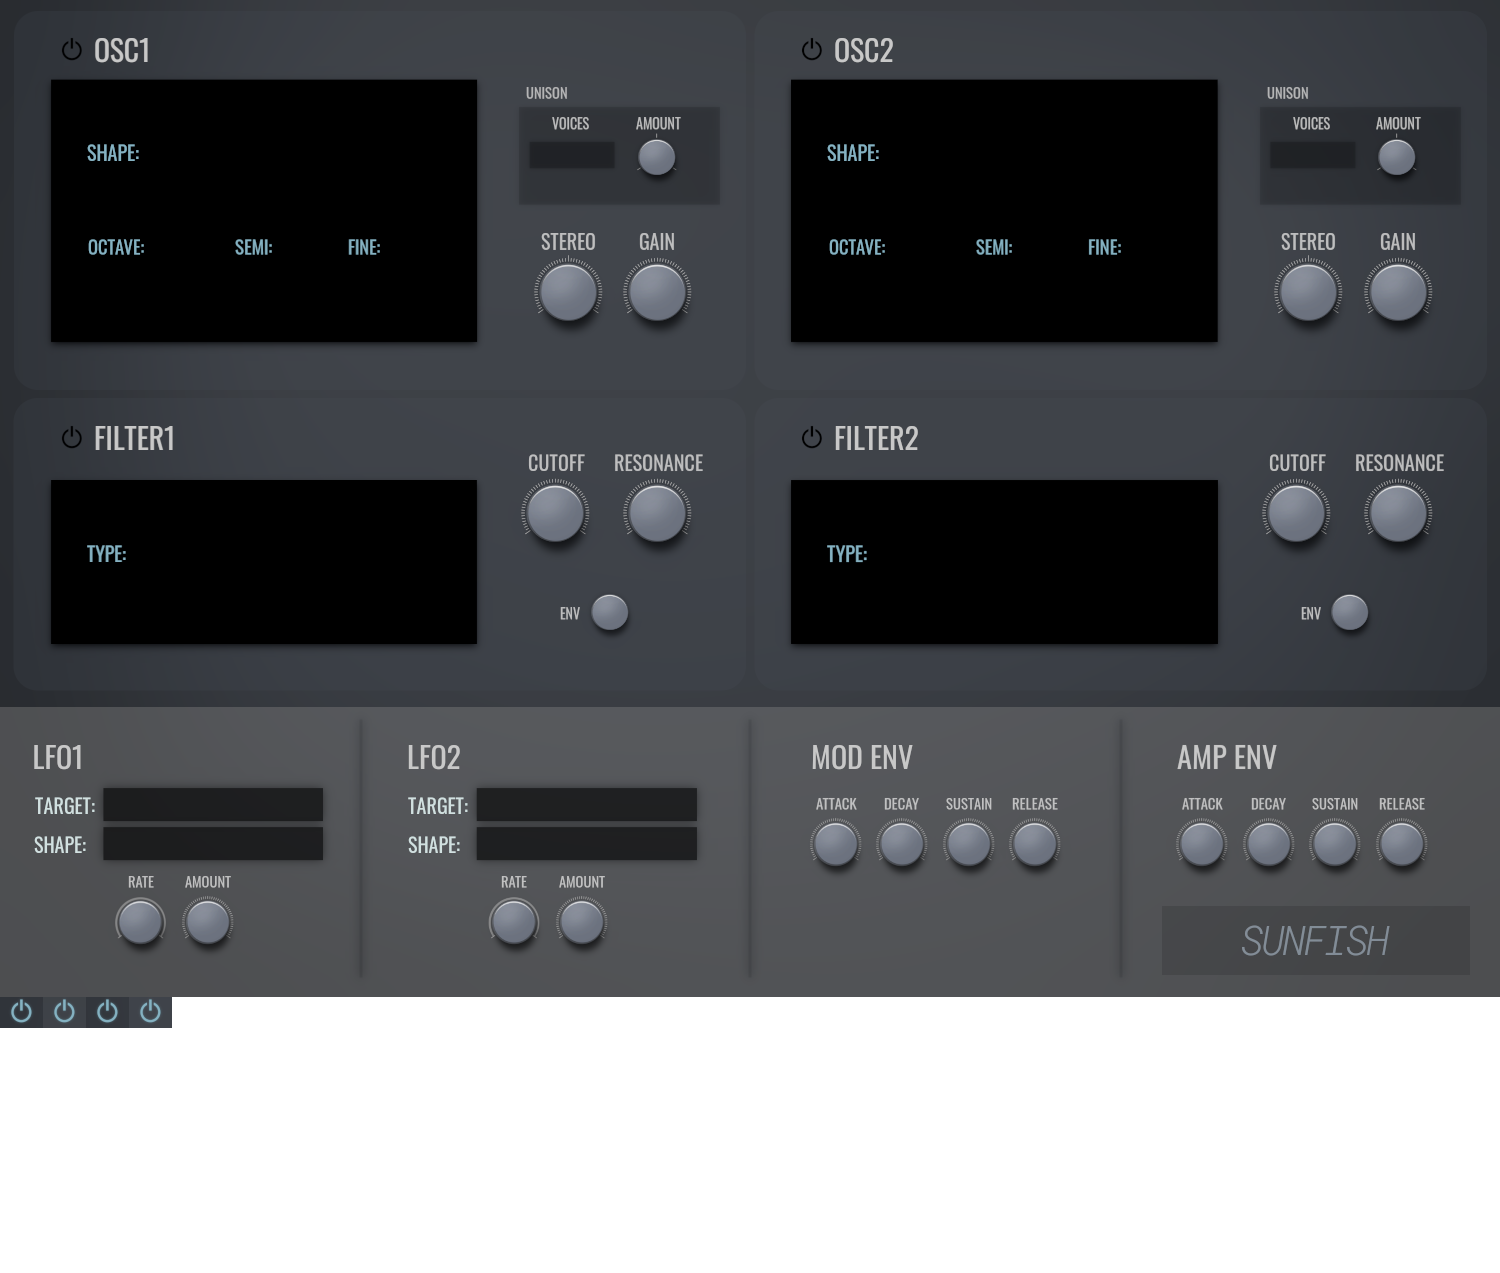 OSC1
UNISON
VOICES AMOUNT
SHAPE:
STEREO GAIN
OCTAVE: SEMI: FINE:
OSC2
UNISON
VOICES AMOUNT
SHAPE:
STEREO GAIN
OCTAVE: SEMI: FINE:
FILTER1
CUTOFF RESONANCE
TYPE:
ENV
FILTER2
CUTOFF RESONANCE
TYPE:
ENV
LFO1
TARGET:
SHAPE:
RATE AMOUNT
LFO2
TARGET:
SHAPE:
RATE AMOUNT
MOD ENV
ATTACK DECAY SUSTAIN RELEASE
AMP ENV
ATTACK DECAY SUSTAIN RELEASE
SUNFISH